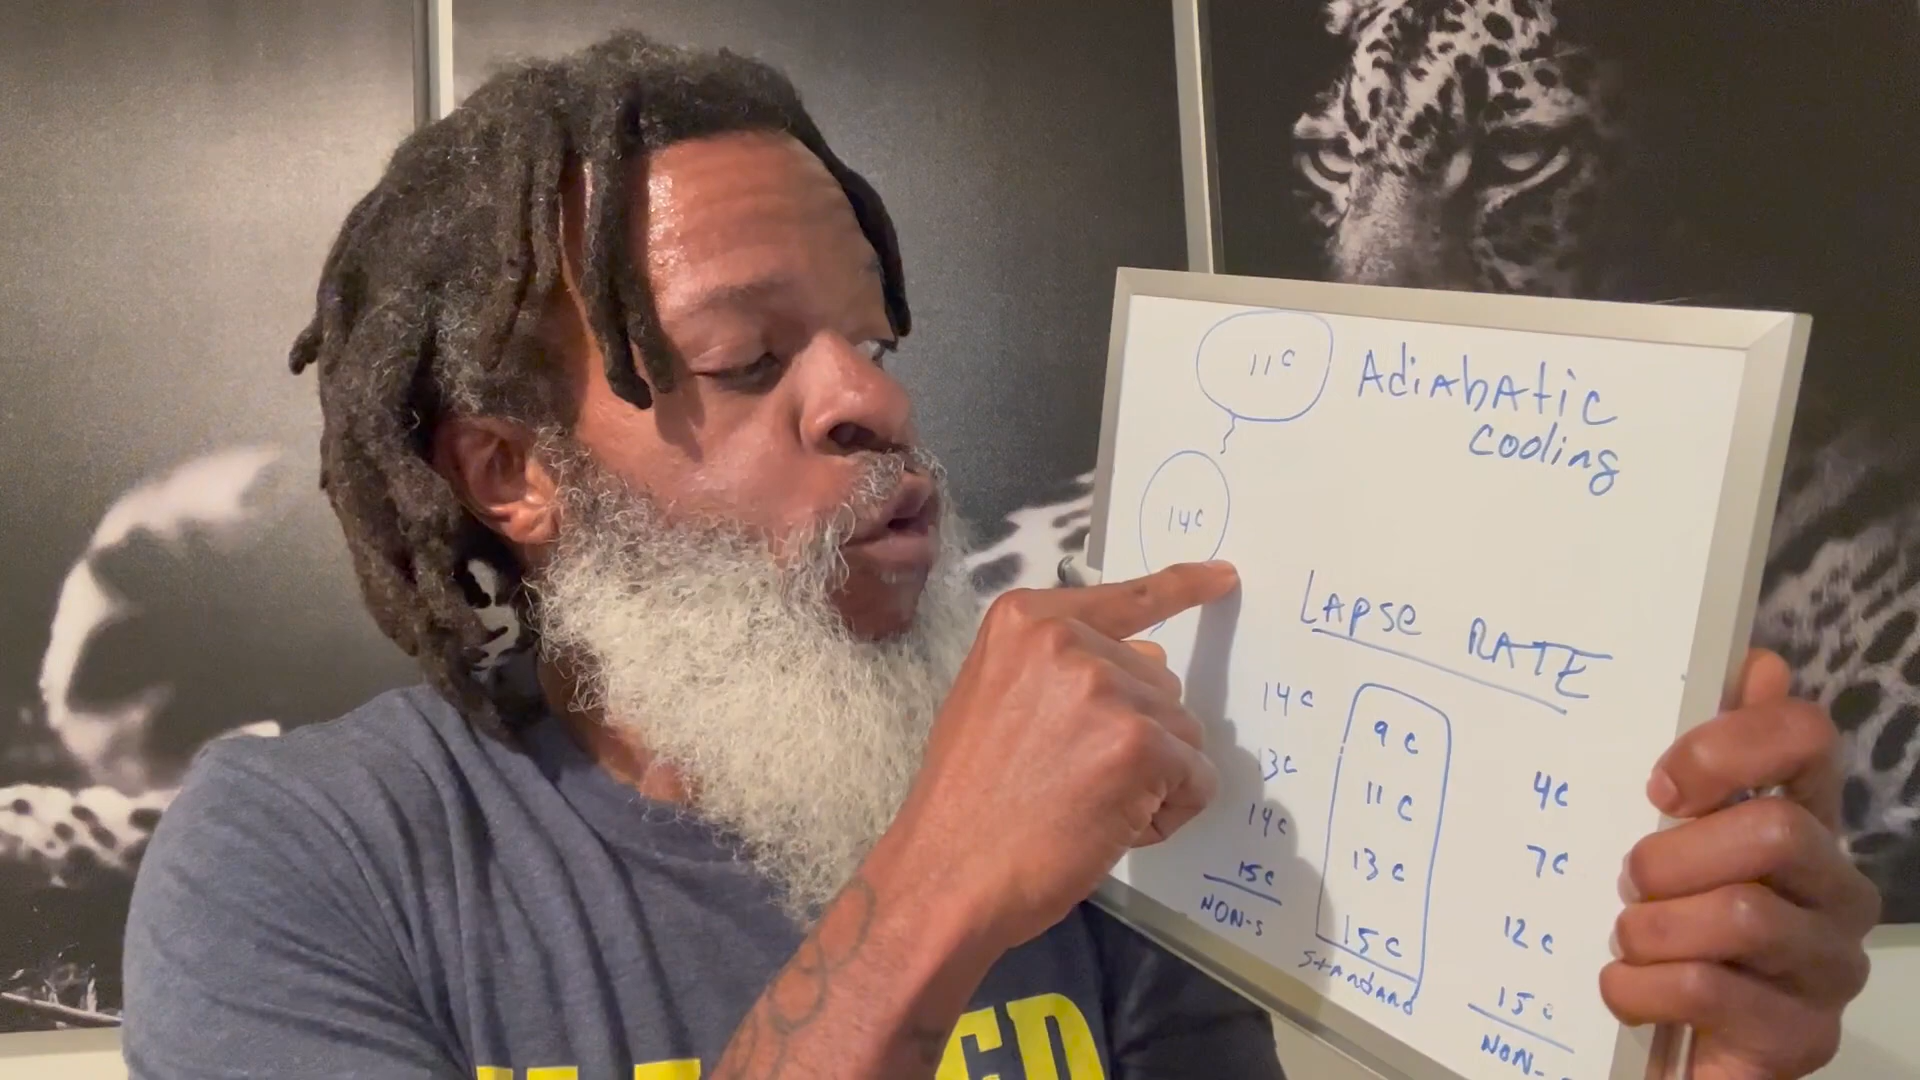 11c
Adiabatic
cooling
14c
Lapse RATE
14c
9c
4c
13c
11c
7c
14c
13c
12c
15c
15c
15c
NON-S
Standard
NON-